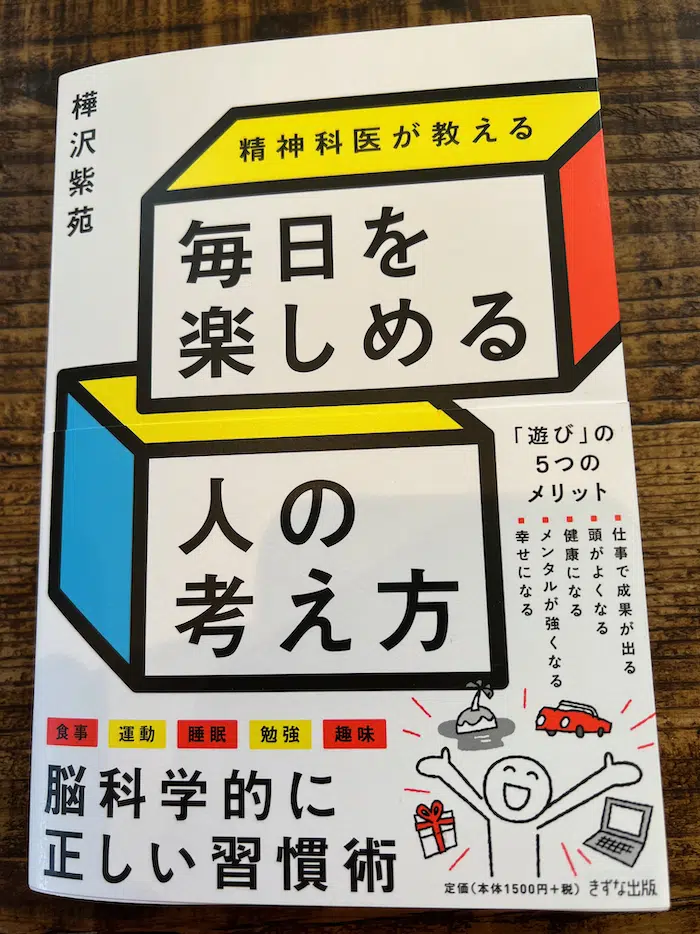 樺沢紫苑
精神科医が教える
毎日を
楽しめる
人の
考え方
「遊び」の
5つの
メリット
仕事で成果が出る
頭がよくなる
健康になる
メンタルが強くなる
幸せになる
食事 運動 睡眠 勉強 趣味
脳科学的に
正しい習慣術
定価(本体1500円+税) きずな出版